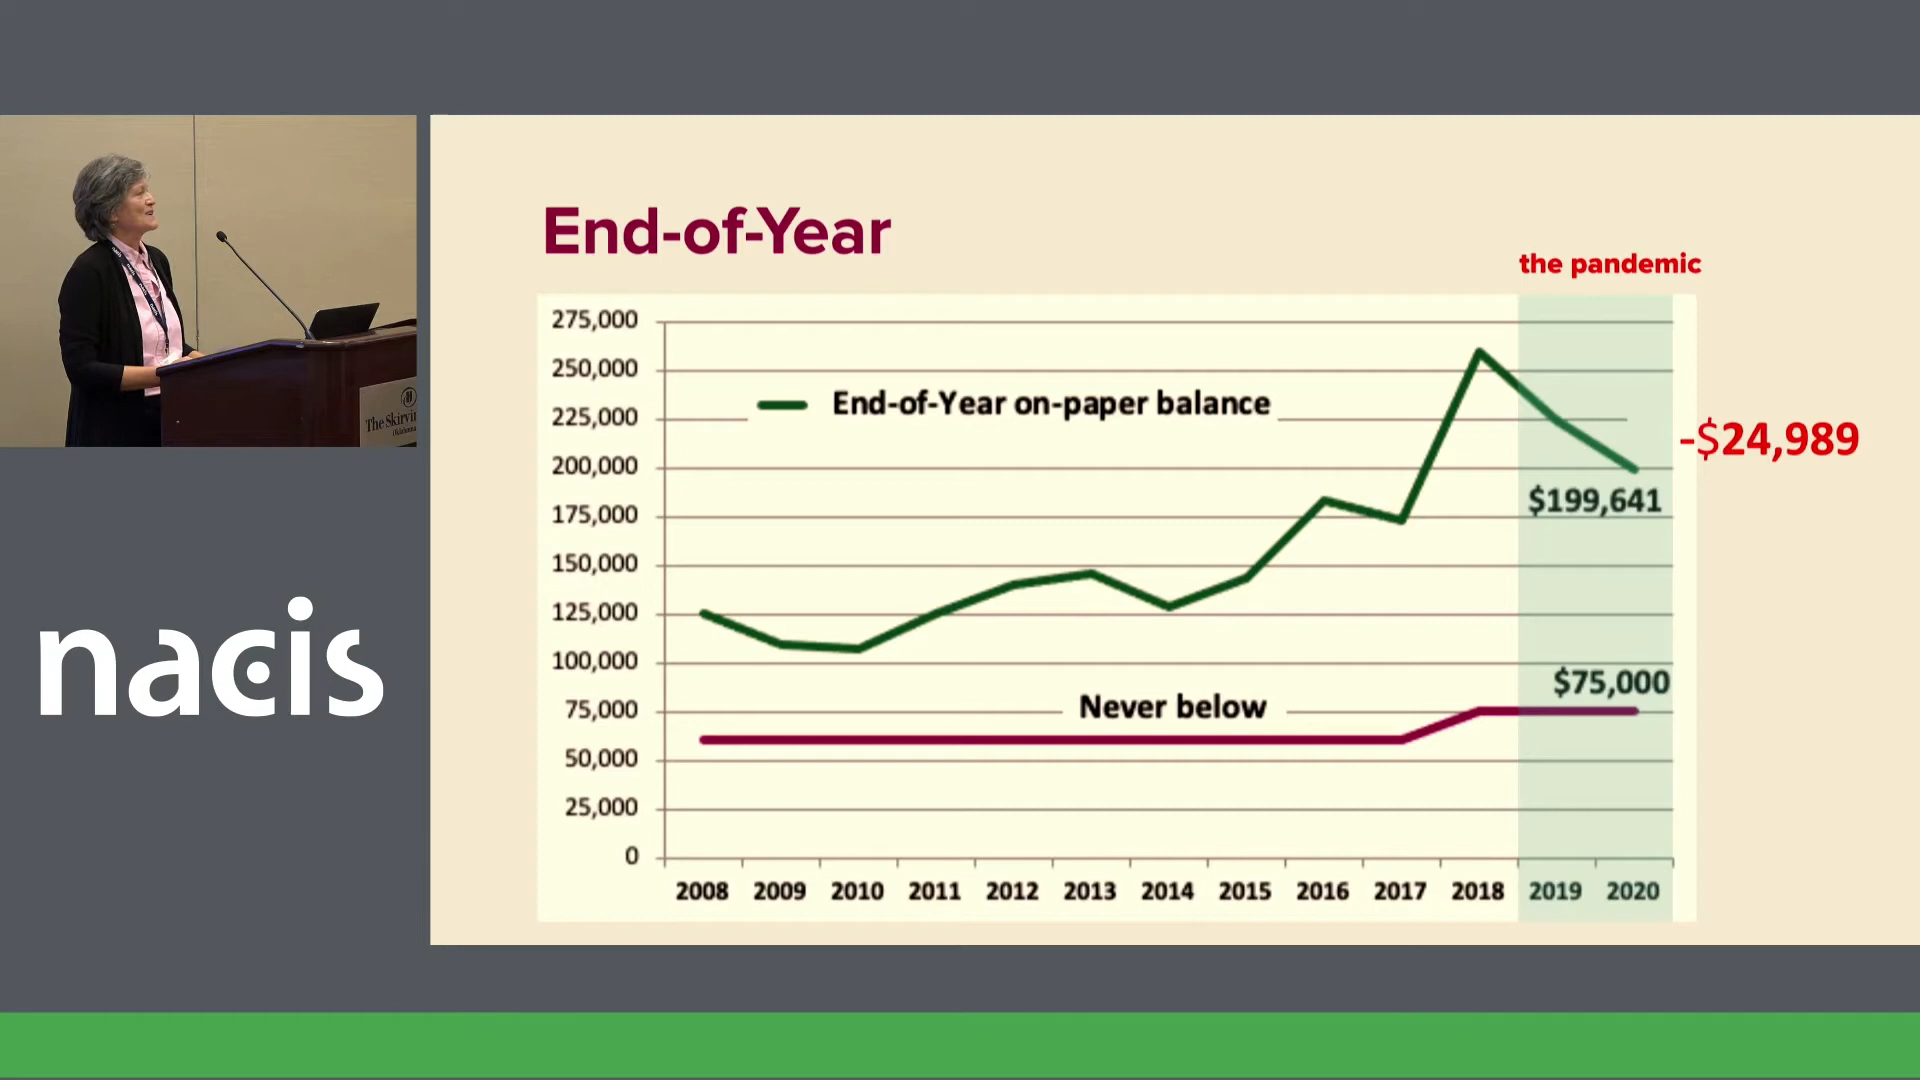 End-of-Year
the pandemic
275,000
250,000
225,000
200,000
175,000
150,000
125,000
100,000
75,000
50,000
25,000
0
End-of-Year on-paper balance
-$24,989
$199,641
$75,000
Never below
2008 2009 2010 2011 2012 2013 2014 2015 2016 2017 2018 2019 2020
The Skirvin
nacis